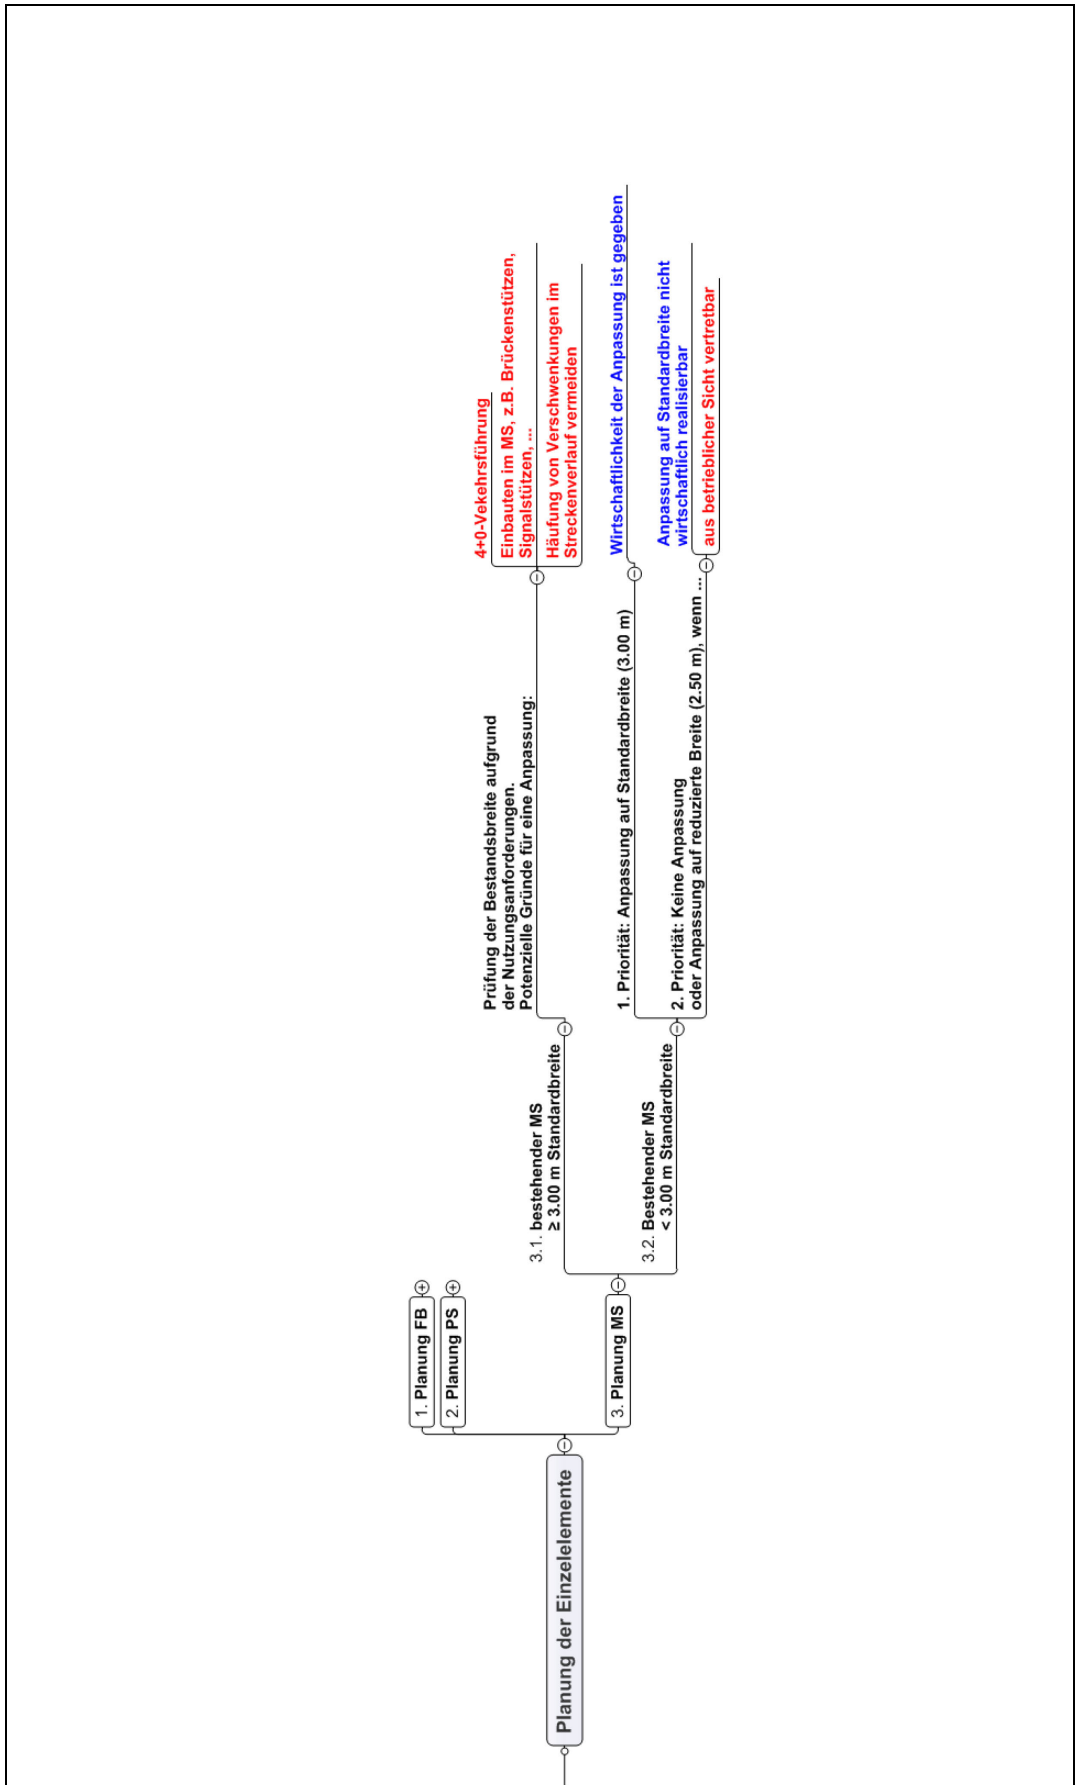 Planung der Einzelelemente
1. Planung FB
2. Planung PS
3. Planung MS
3.1. bestehender MS
≥ 3.00 m Standardbreite
Prüfung der Bestandsbreite aufgrund
der Nutzungsanforderungen.
Potenzielle Gründe für eine Anpassung:
4+0-Vekehrsführung
Einbauten im MS, z.B. Brückenstützen,
Signalstützen, ...
Häufung von Verschwenkungen im
Streckenverlauf vermeiden
3.2. Bestehender MS
< 3.00 m Standardbreite
1. Priorität: Anpassung auf Standardbreite (3.00 m)
Wirtschaftlichkeit der Anpassung ist gegeben
2. Priorität: Keine Anpassung
oder Anpassung auf reduzierte Breite (2.50 m), wenn ...
Anpassung auf Standardbreite nicht
wirtschaftlich realisierbar
aus betrieblicher Sicht vertretbar